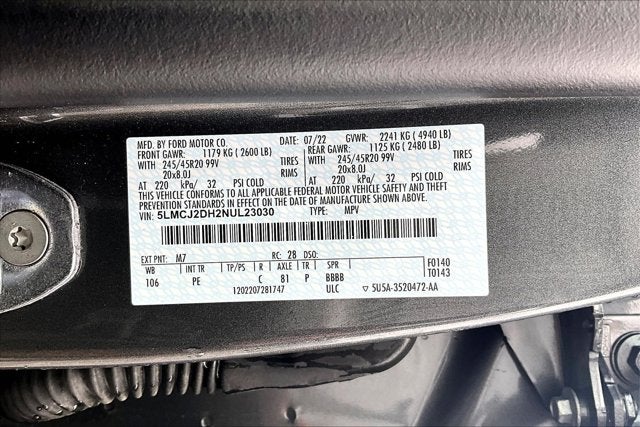 MFD. BY FORD MOTOR CO. DATE: 07/22 GVWR: 2241 KG ( 4940 LB)
FRONT GAWR: 1179 KG ( 2600 LB) REAR GAWR: 1125 KG ( 2480 LB)
WITH 245/45R20 99V TIRES WITH 245/45R20 99V TIRES
20x8.0J RIMS 20x8.0J RIMS
AT 220 kPa/ 32 PSI COLD AT 220 kPa/ 32 PSI COLD
THIS VEHICLE CONFORMS TO ALL APPLICABLE FEDERAL MOTOR VEHICLE SAFETY AND THEFT
PREVENTION STANDARDS IN EFFECT ON THE DATE OF MANUFACTURE SHOWN ABOVE.
VIN: 5LMCJ2DH2NUL23030 TYPE: MPV
EXT PNT: M7 RC: 28 DSO: F0140
WB INT TR TP/PS R AXLE TR SPR T0143
106 PE C 81 P BBBB
1202207281747 ULC 5U5A-3520472-AA